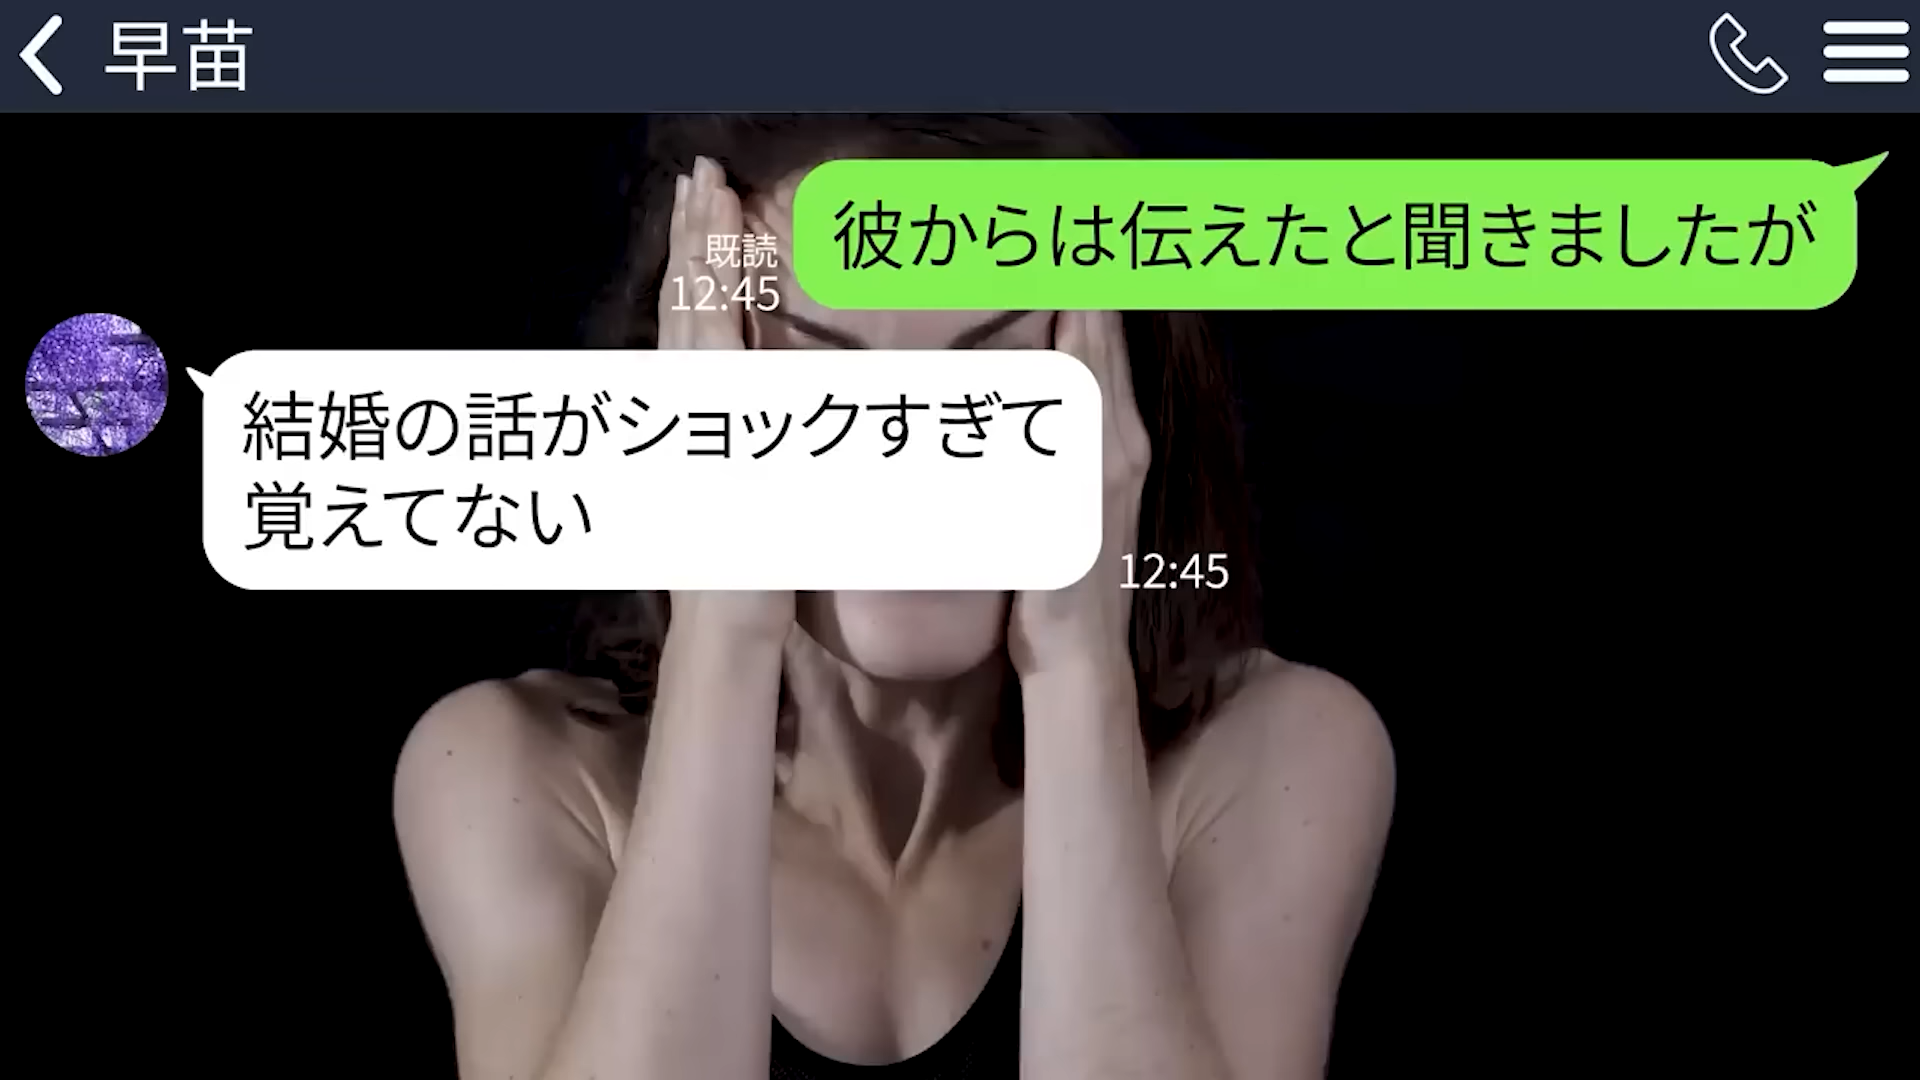 早苗
彼からは伝えたと聞きましたが
既読
12:45
結婚の話がショックすぎて
覚えてない
12:45